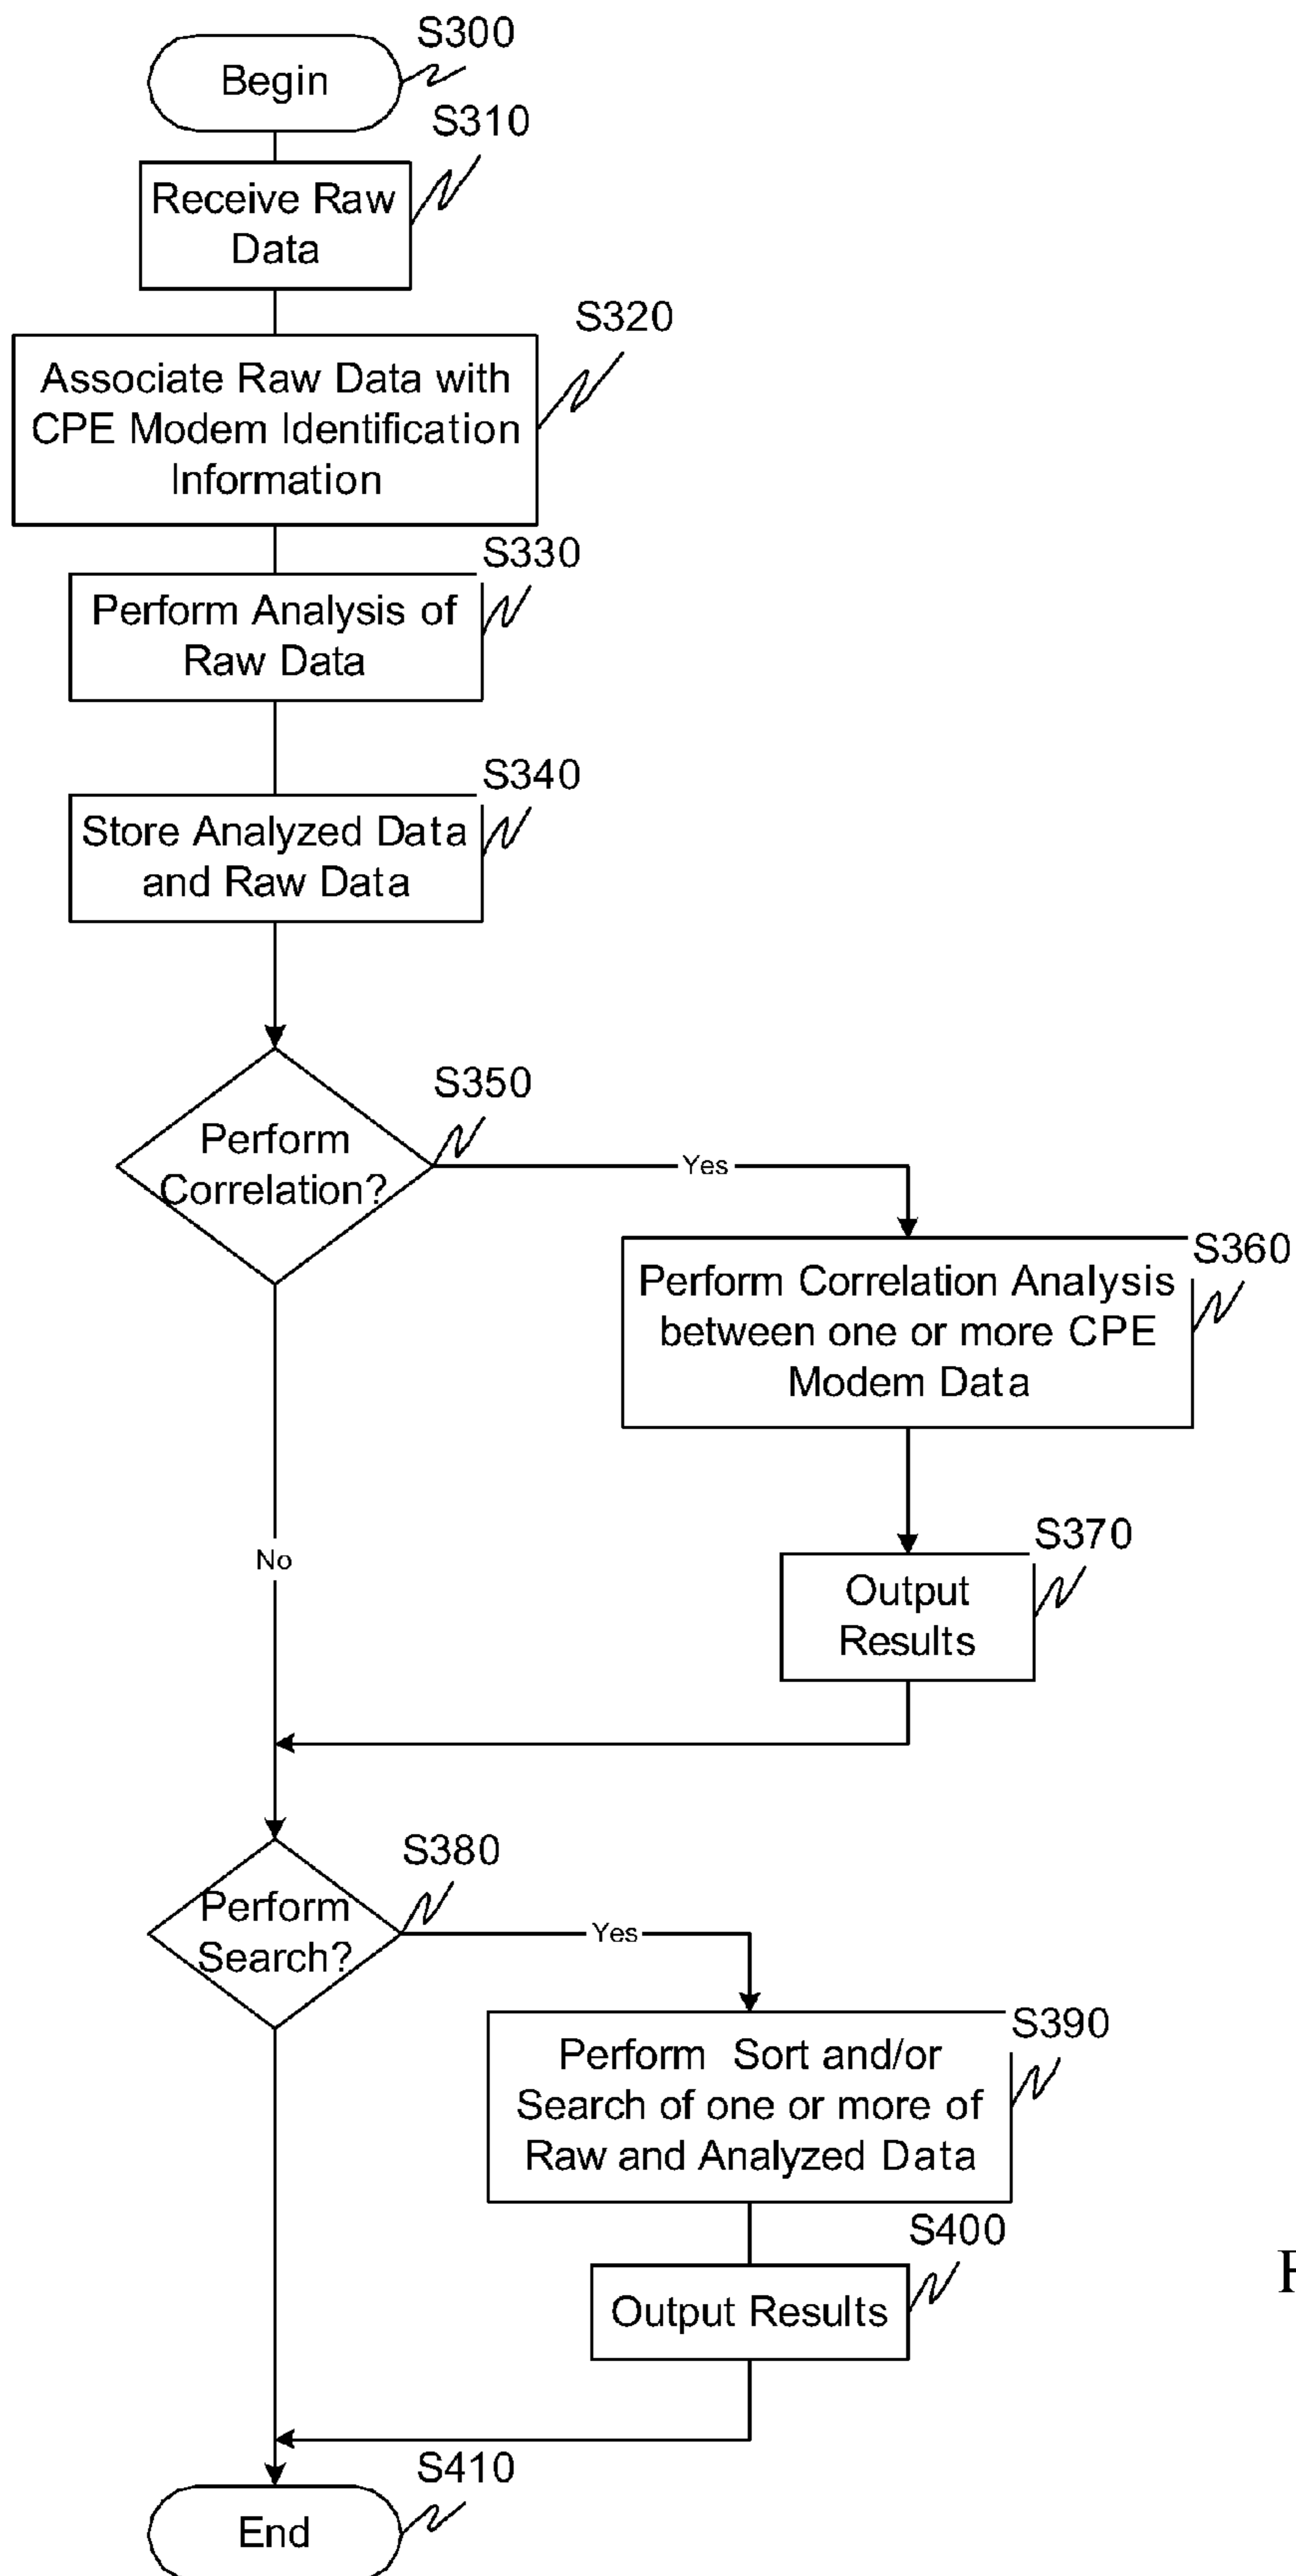 S300
Begin
S310
Receive Raw
Data
S320
Associate Raw Data with
CPE Modem Identification
Information
S330
Perform Analysis of
Raw Data
S340
Store Analyzed Data
and Raw Data
S350
Perform
Correlation?
Yes
S360
Perform Correlation Analysis
between one or more CPE
Modem Data
No
S370
Output
Results
S380
Perform
Search?
Yes
S390
Perform Sort and/or
Search of one or more of
Raw and Analyzed Data
S400
Output Results
S410
End